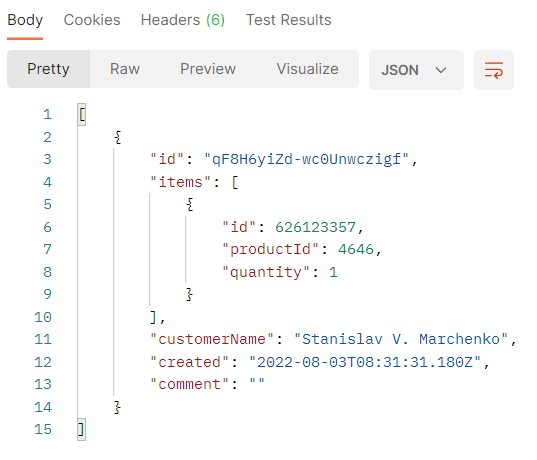 Body Cookies Headers (6) Test Results
Pretty Raw Preview Visualize JSON
1 [
2 {
3 "id": "qF8H6yiZd-wc0Unwczigf",
4 "items": [
5 {
6 "id": 626123357,
7 "productId": 4646,
8 "quantity": 1
9 }
10 ],
11 "customerName": "Stanislav V. Marchenko",
12 "created": "2022-08-03T08:31:31.180Z",
13 "comment": ""
14 }
15 ]